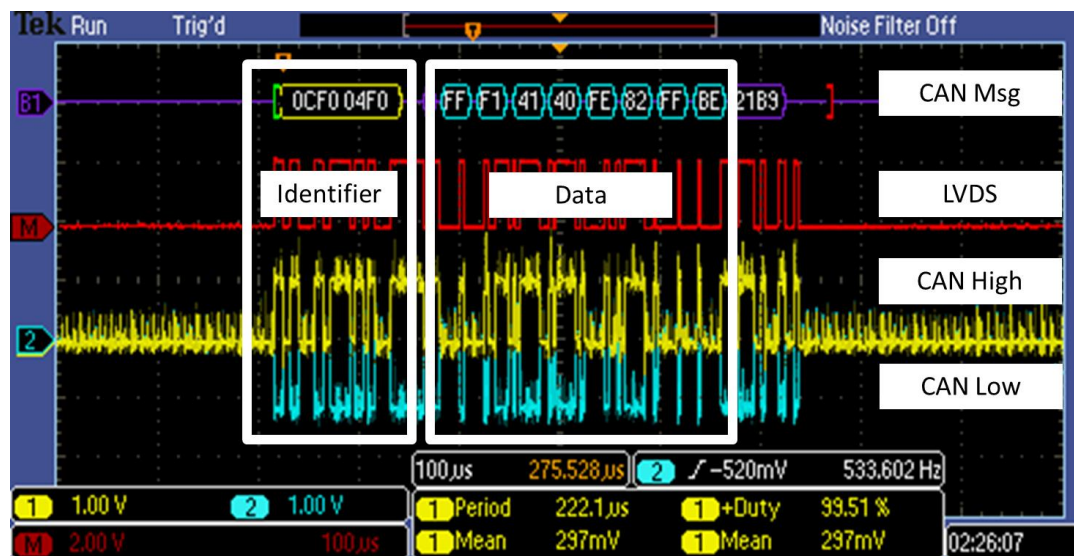 Tek Run Trig'd Noise Filter Off
B1 0CF0 04F0 FF F1 41 40 FE 82 FF BE 21B9 CAN Msg
Identifier Data LVDS
M
CAN High
2
CAN Low
100µs 275.528µs 2 -520mV 533.602 Hz
1 1.00 V 2 1.00 V 1 Period 222.1µs 1 +Duty 99.51 %
M 2.00 V 100µs 1 Mean 297mV 1 Mean 297mV 02:26:07